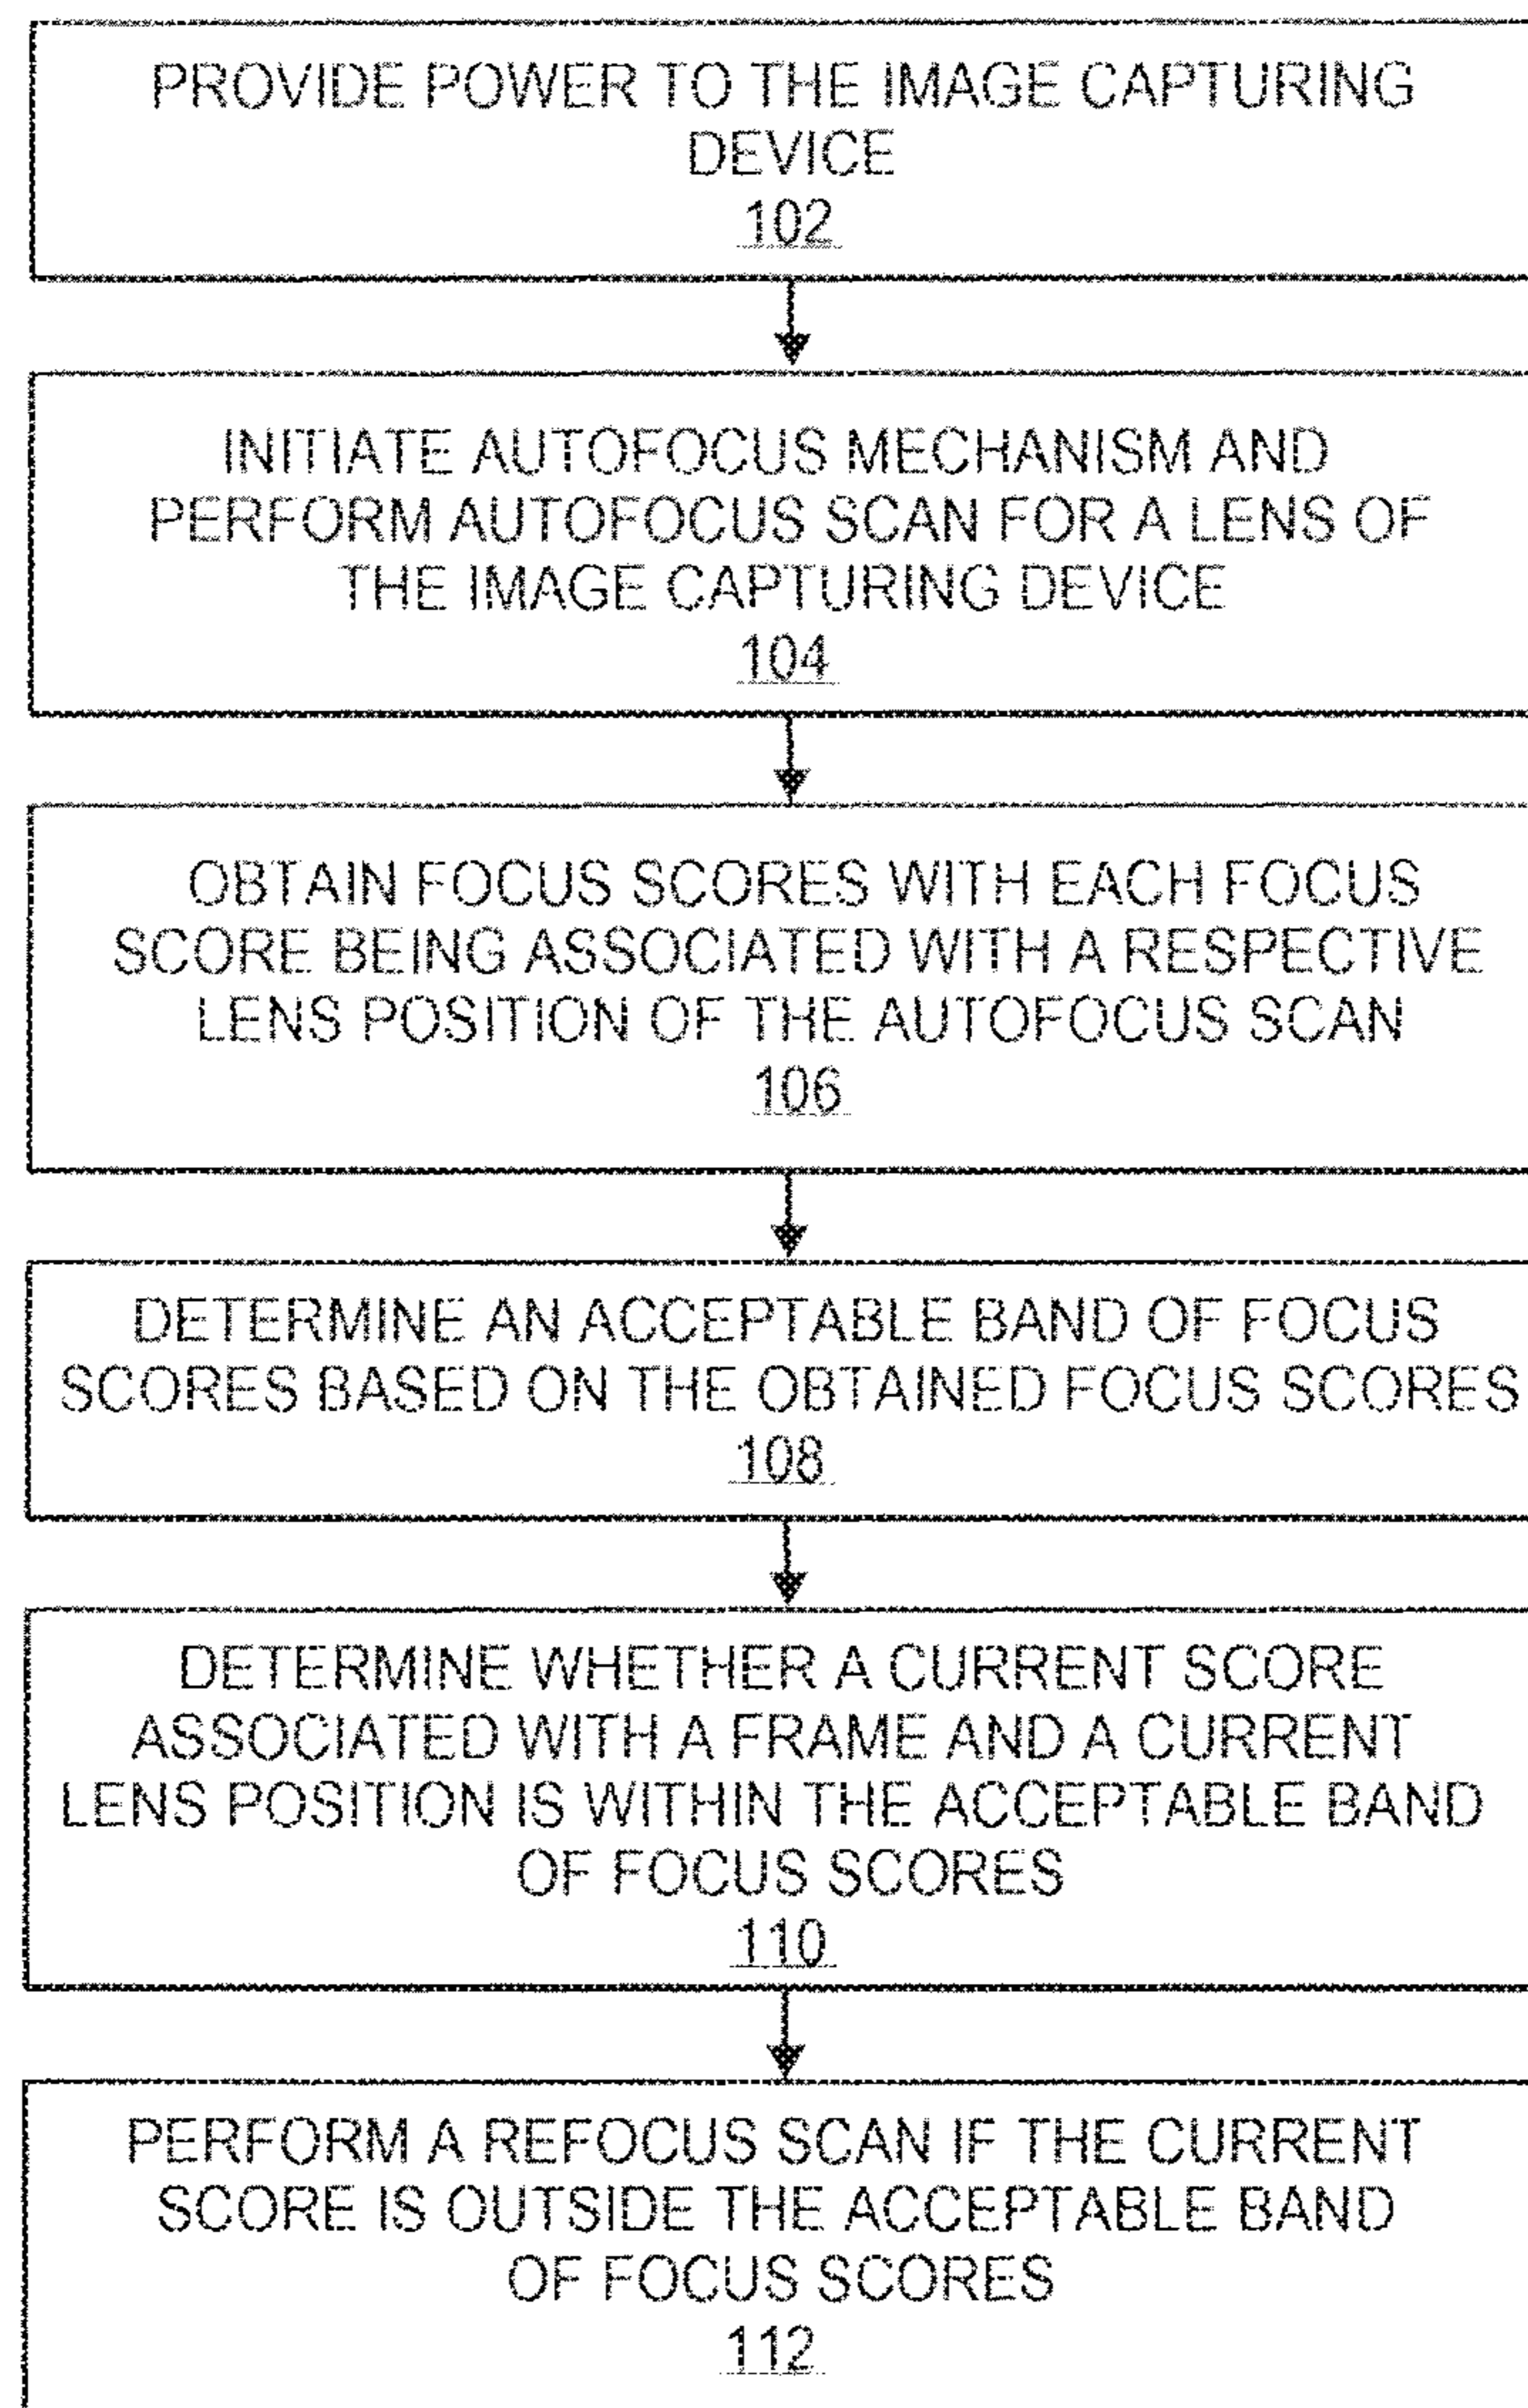 PROVIDE POWER TO THE IMAGE CAPTURING
DEVICE
102
INITIATE AUTOFOCUS MECHANISM AND
PERFORM AUTOFOCUS SCAN FOR A LENS OF
THE IMAGE CAPTURING DEVICE
104
OBTAIN FOCUS SCORES WITH EACH FOCUS
SCORE BEING ASSOCIATED WITH A RESPECTIVE
LENS POSITION OF THE AUTOFOCUS SCAN
106
DETERMINE AN ACCEPTABLE BAND OF FOCUS
SCORES BASED ON THE OBTAINED FOCUS SCORES
108
DETERMINE WHETHER A CURRENT SCORE
ASSOCIATED WITH A FRAME AND A CURRENT
LENS POSITION IS WITHIN THE ACCEPTABLE BAND
OF FOCUS SCORES
110
PERFORM A REFOCUS SCAN IF THE CURRENT
SCORE IS OUTSIDE THE ACCEPTABLE BAND
OF FOCUS SCORES
112